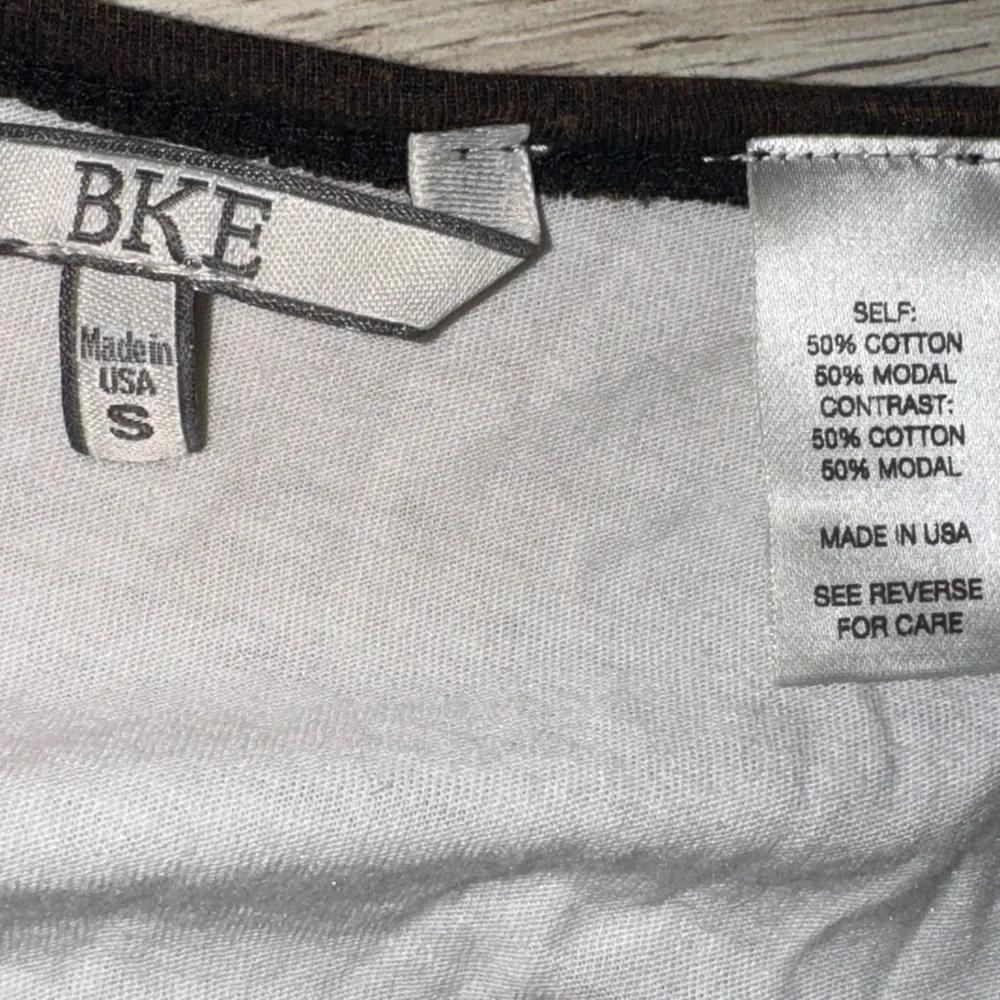 BKE
Made in
USA
S
SELF:
50% COTTON
50% MODAL
CONTRAST:
50% COTTON
50% MODAL
MADE IN USA
SEE REVERSE
FOR CARE